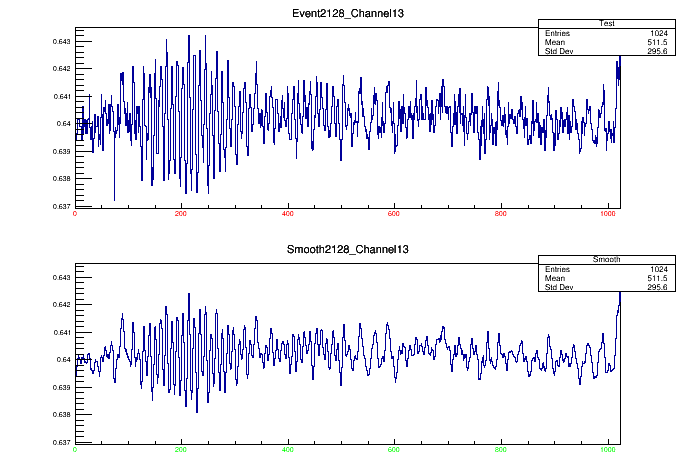 Event2128_Channel13
Test
Entries 1024
Mean 511.5
Std Dev 295.6
0.643
0.642
0.641
0.64
0.639
0.638
0.637
0 200 400 600 800 1000
Smooth2128_Channel13
Smooth
Entries 1024
Mean 511.5
Std Dev 295.6
0.643
0.642
0.641
0.64
0.639
0.638
0.637
0 200 400 600 800 1000